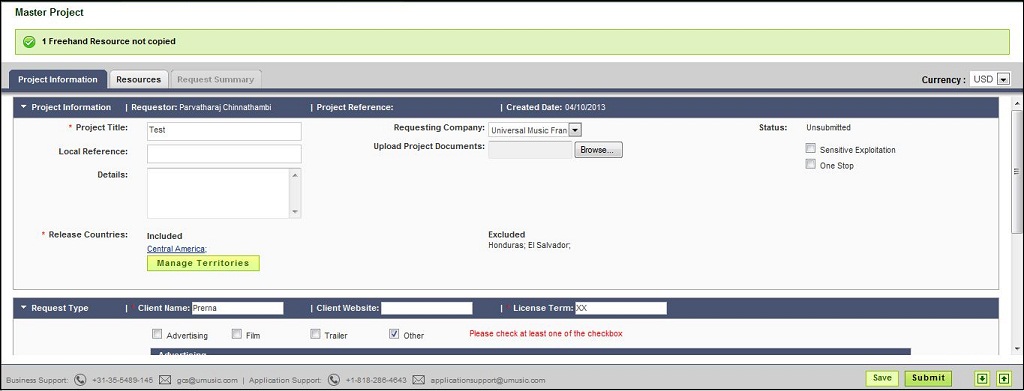 Master Project
1 Freehand Resource not copied
Project Information Resources Request Summary Currency : USD
Project Information | Requestor: Parvatharaj Chinnathambi | Project Reference: | Created Date: 04/10/2013
* Project Title: Test Requesting Company: Universal Music Fran Status: Unsubmitted
Local Reference: Upload Project Documents: Browse... Sensitive Exploitation
One Stop
Details:
* Release Countries: Included Excluded
Central America; Honduras; El Salvador;
Manage Territories
Request Type | * Client Name: Prerna | Client Website: | * License Term: XX
Advertising Film Trailer Other Please check at least one of the checkbox
Advertising
Business Support: +31-35-5489-146 gcs@umusic.com | Application Support: +1-818-286-4643 applicationsupport@umusic.com Save Submit